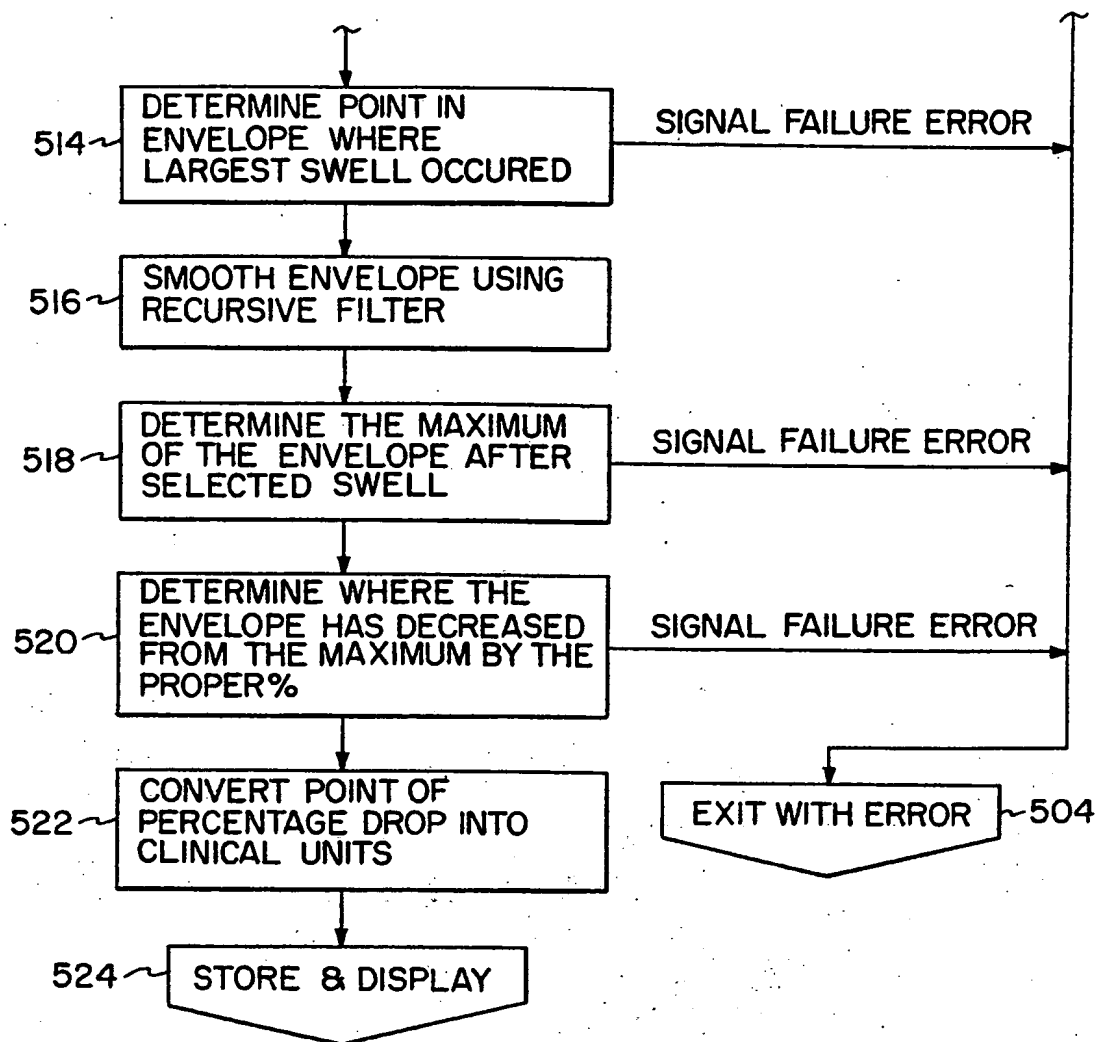 514
DETERMINE POINT IN
ENVELOPE WHERE
LARGEST SWELL OCCURED
SIGNAL FAILURE ERROR
516
SMOOTH ENVELOPE USING
RECURSIVE FILTER
518
DETERMINE THE MAXIMUM
OF THE ENVELOPE AFTER
SELECTED SWELL
SIGNAL FAILURE ERROR
520
DETERMINE WHERE THE
ENVELOPE HAS DECREASED
FROM THE MAXIMUM BY THE
PROPER%
SIGNAL FAILURE ERROR
522
CONVERT POINT OF
PERCENTAGE DROP INTO
CLINICAL UNITS
EXIT WITH ERROR
504
524
STORE & DISPLAY